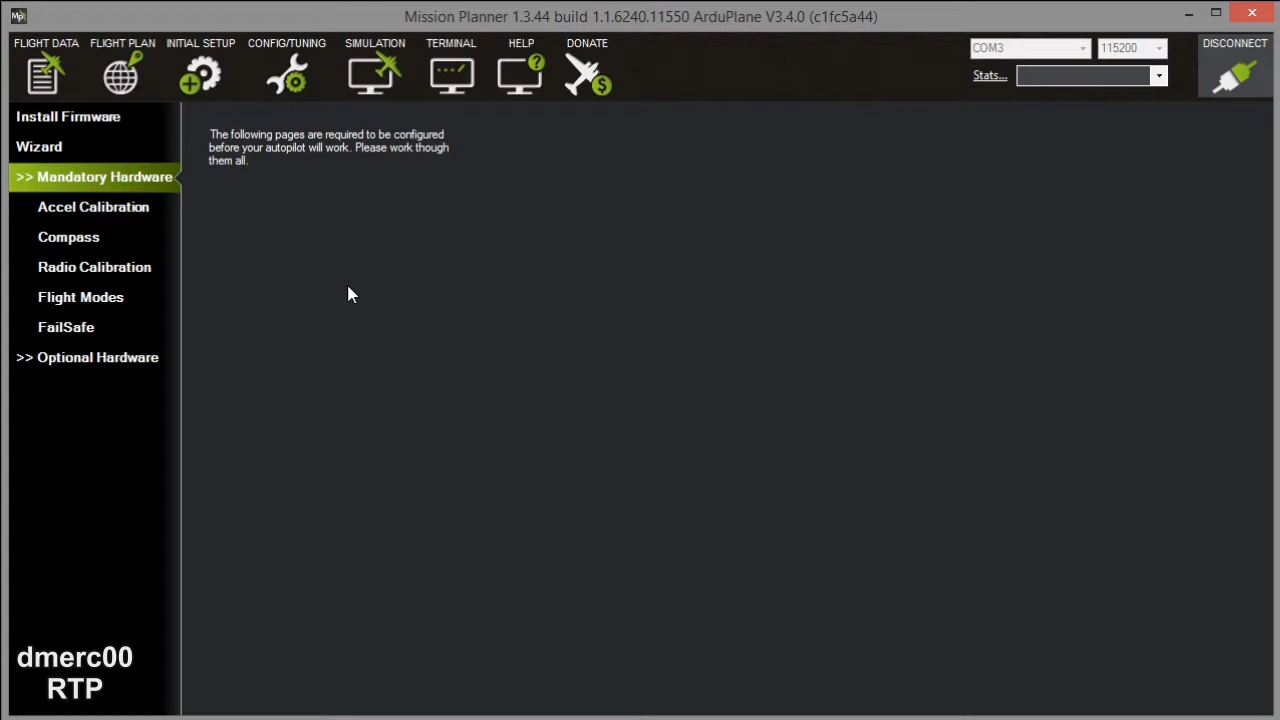 Mp
Mission Planner 1.3.44 build 1.1.6240.11550 ArduPlane V3.4.0 (c1fc5a44)
FLIGHT DATA
FLIGHT PLAN
INITIAL SETUP
CONFIG/TUNING
SIMULATION
TERMINAL
HELP
DONATE
COM3
115200
DISCONNECT
Stats...
Install Firmware
Wizard
>> Mandatory Hardware
Accel Calibration
Compass
Radio Calibration
Flight Modes
FailSafe
>> Optional Hardware
The following pages are required to be configured
before your autopilot will work. Please work though
them all.
dmerc00
RTP